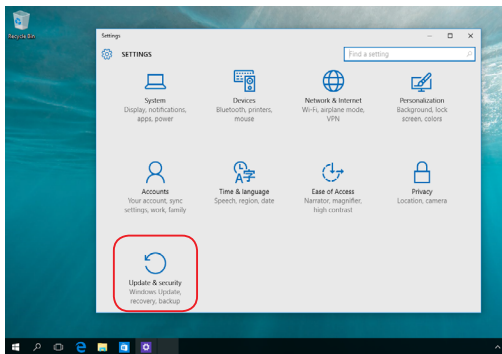 Recycle Bin
Settings
SETTINGS
Find a setting
System
Display, notifications,
apps, power
Devices
Bluetooth, printers,
mouse
Network & Internet
Wi-Fi, airplane mode,
VPN
Personalization
Background, lock
screen, colors
Accounts
Your account, sync
settings, work, family
Time & language
Speech, region, date
Ease of Access
Narrator, magnifier,
high contrast
Privacy
Location, camera
Update & security
Windows Update,
recovery, backup